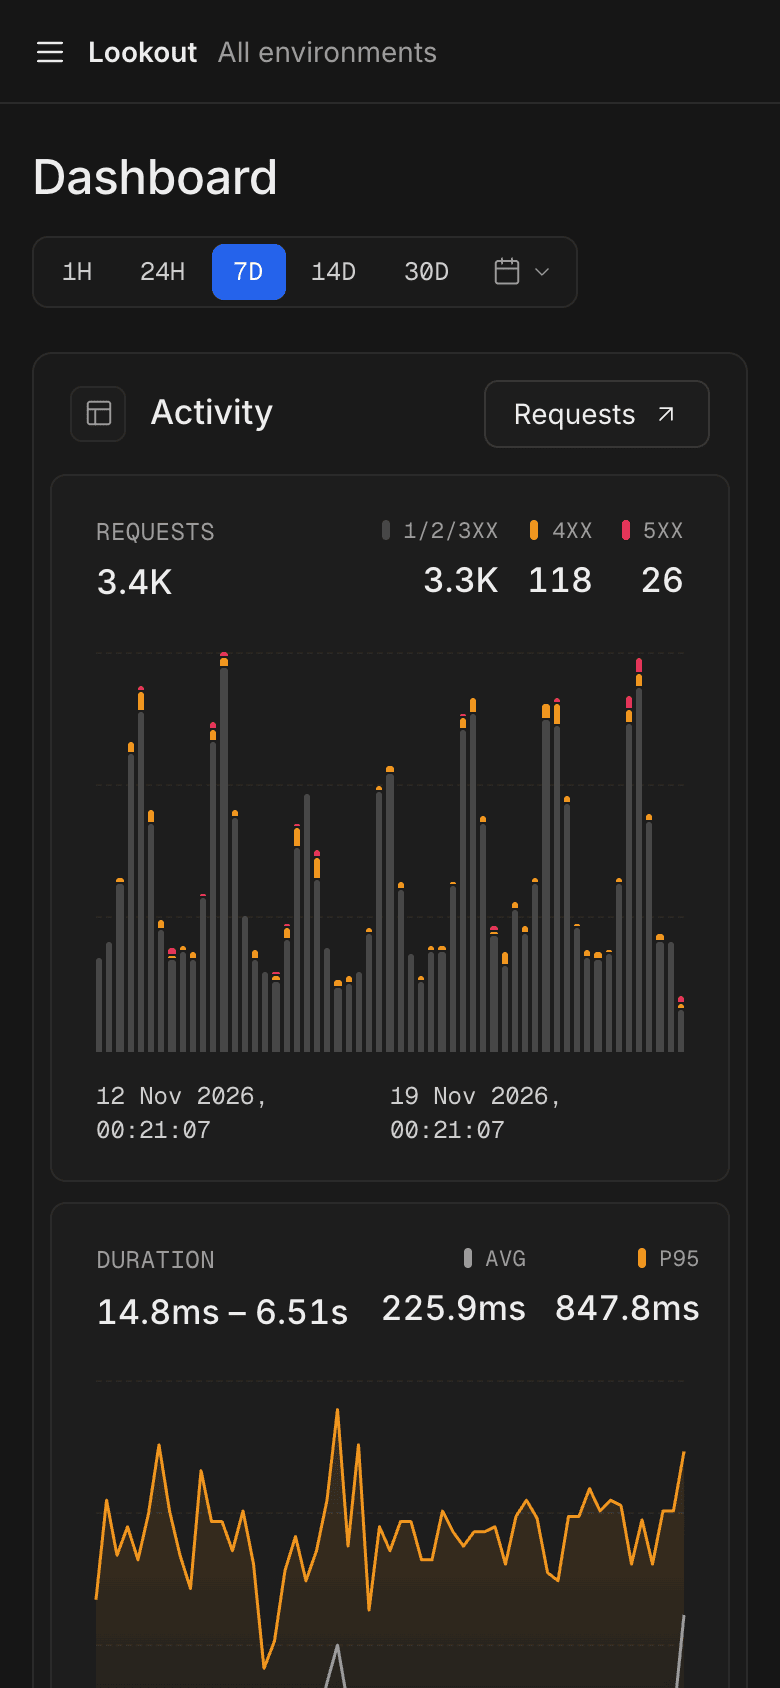 Lookout All environments
Dashboard
1H 24H 7D 14D 30D
Activity
Requests
REQUESTS 1/2/3XX 4XX 5XX
3.4K 3.3K 118 26
12 Nov 2026, 19 Nov 2026,
00:21:07 00:21:07
DURATION AVG P95
14.8ms – 6.51s 225.9ms 847.8ms